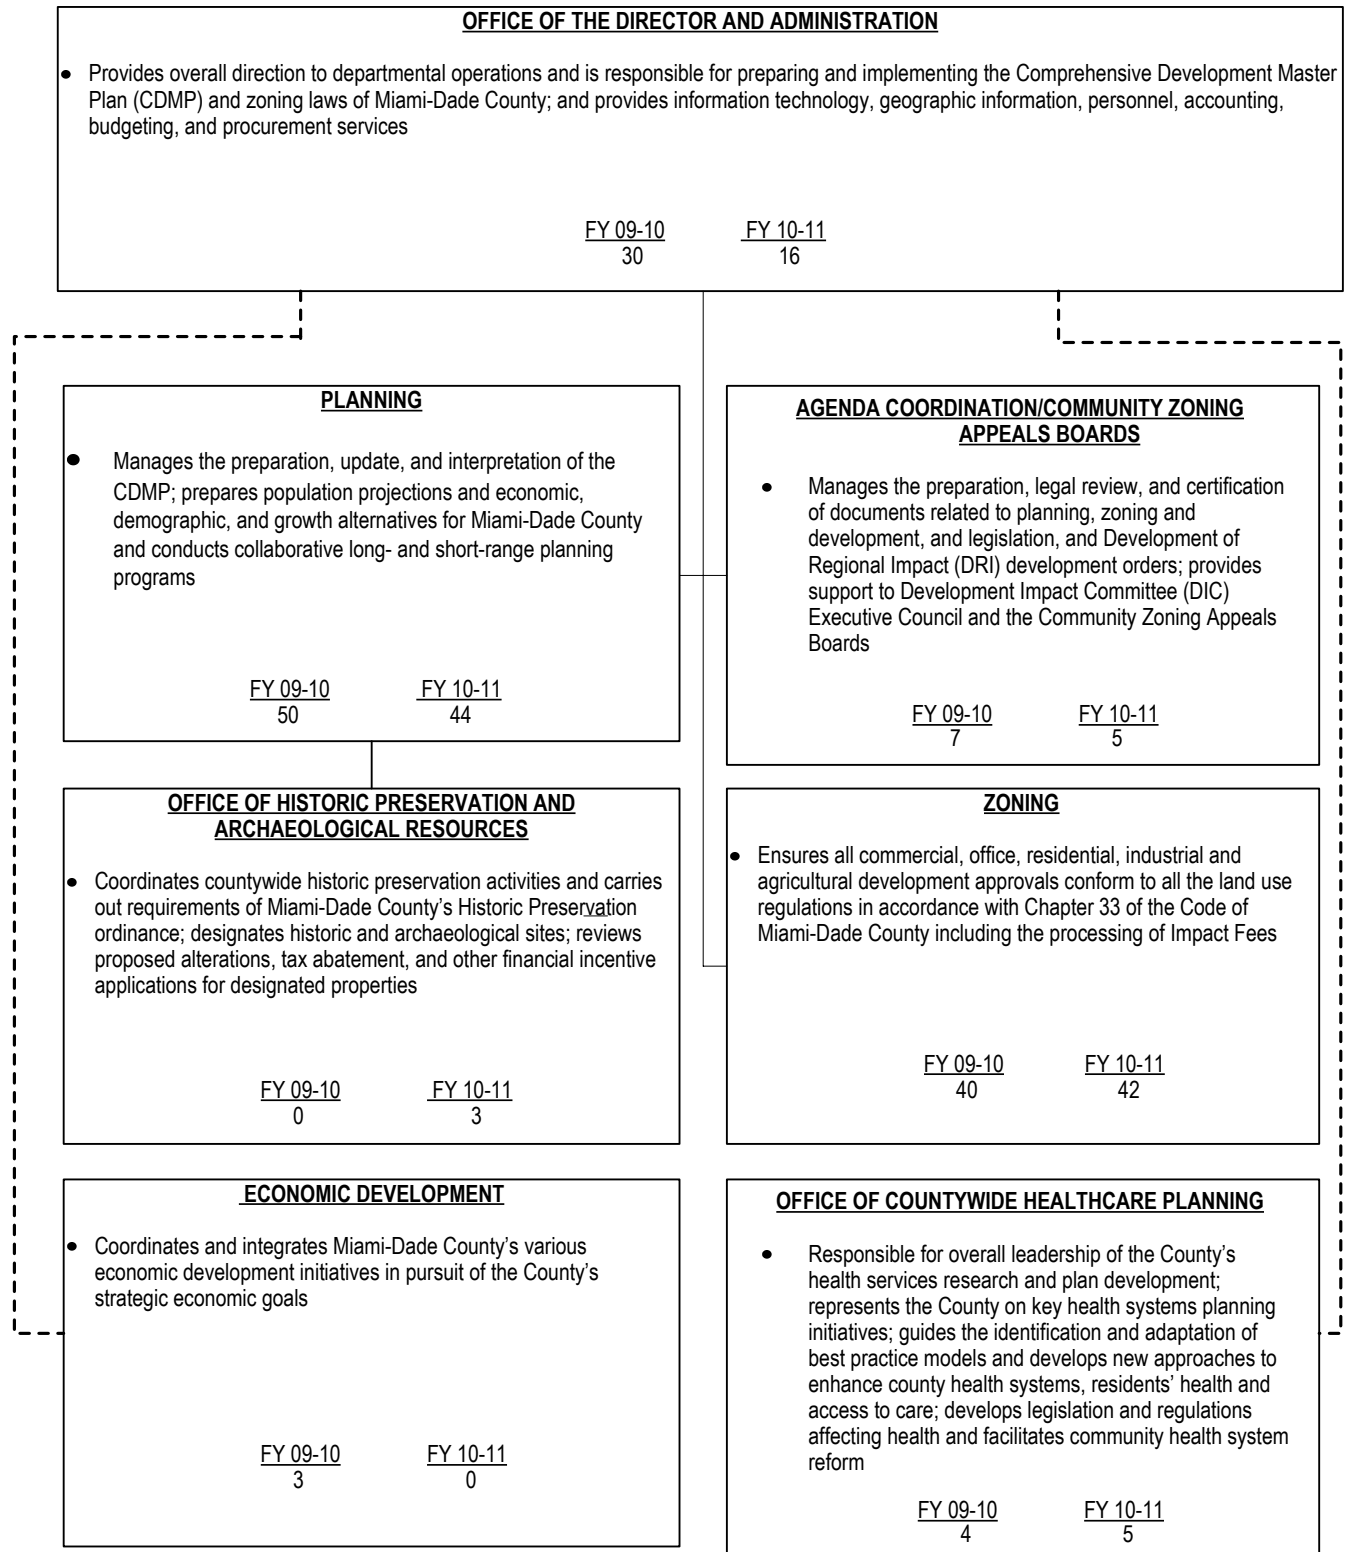 OFFICE OF THE DIRECTOR AND ADMINISTRATION
• Provides overall direction to departmental operations and is responsible for preparing and implementing the Comprehensive Development Master
Plan (CDMP) and zoning laws of Miami-Dade County; and provides information technology, geographic information, personnel, accounting,
budgeting, and procurement services
FY 09-10 FY 10-11
30 16
PLANNING
• Manages the preparation, update, and interpretation of the
CDMP; prepares population projections and economic,
demographic, and growth alternatives for Miami-Dade County
and conducts collaborative long- and short-range planning
programs
FY 09-10 FY 10-11
50 44
AGENDA COORDINATION/COMMUNITY ZONING
APPEALS BOARDS
• Manages the preparation, legal review, and certification
of documents related to planning, zoning and
development, and legislation, and Development of
Regional Impact (DRI) development orders; provides
support to Development Impact Committee (DIC)
Executive Council and the Community Zoning Appeals
Boards
FY 09-10 FY 10-11
7 5
OFFICE OF HISTORIC PRESERVATION AND
ARCHAEOLOGICAL RESOURCES
• Coordinates countywide historic preservation activities and carries
out requirements of Miami-Dade County’s Historic Preservation
ordinance; designates historic and archaeological sites; reviews
proposed alterations, tax abatement, and other financial incentive
applications for designated properties
FY 09-10 FY 10-11
0 3
ZONING
• Ensures all commercial, office, residential, industrial and
agricultural development approvals conform to all the land use
regulations in accordance with Chapter 33 of the Code of
Miami-Dade County including the processing of Impact Fees
FY 09-10 FY 10-11
40 42
ECONOMIC DEVELOPMENT
• Coordinates and integrates Miami-Dade County’s various
economic development initiatives in pursuit of the County’s
strategic economic goals
FY 09-10 FY 10-11
3 0
OFFICE OF COUNTYWIDE HEALTHCARE PLANNING
• Responsible for overall leadership of the County’s
health services research and plan development;
represents the County on key health systems planning
initiatives; guides the identification and adaptation of
best practice models and develops new approaches to
enhance county health systems, residents’ health and
access to care; develops legislation and regulations
affecting health and facilitates community health system
reform
FY 09-10 FY 10-11
4 5